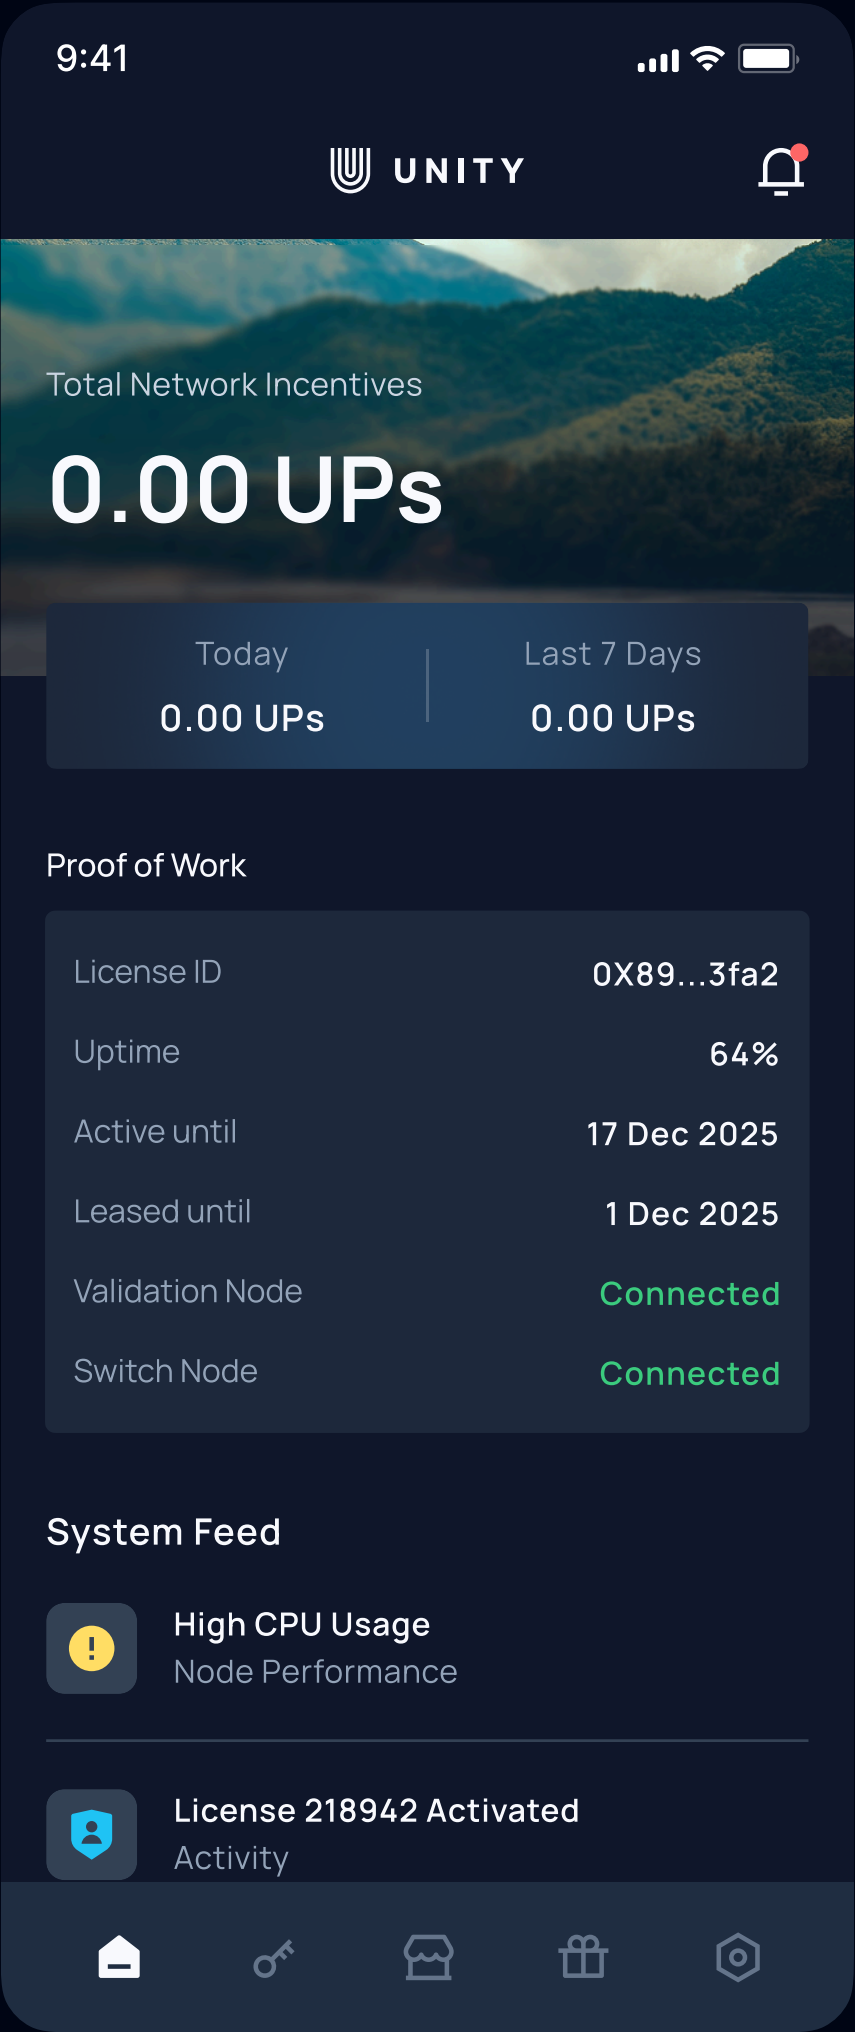 9:41
UNITY
Total Network Incentives
0.00 UPs
Today
Last 7 Days
0.00 UPs
0.00 UPs
Proof of Work
License ID
0X89...3fa2
Uptime
64%
Active until
17 Dec 2025
Leased until
1 Dec 2025
Validation Node
Connected
Switch Node
Connected
System Feed
High CPU Usage
Node Performance
License 218942 Activated
Activity